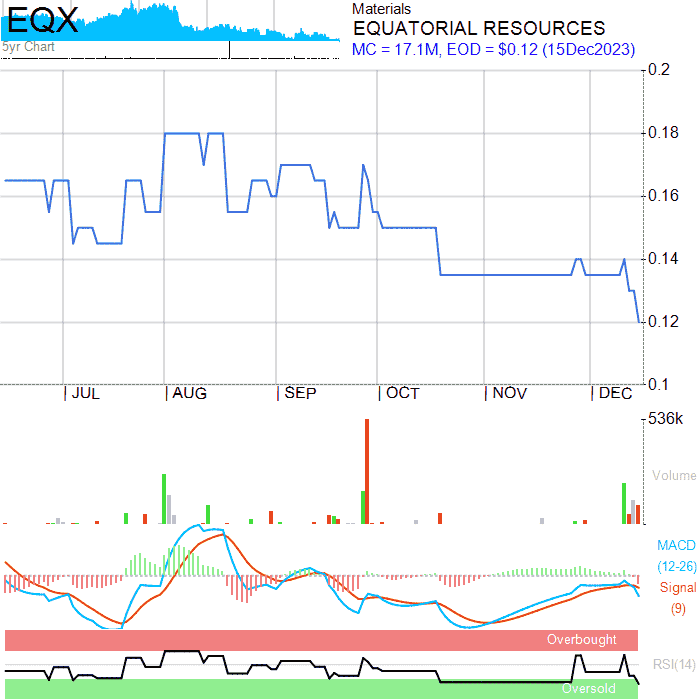 EQX
5yr Chart
Materials
EQUATORIAL RESOURCES
MC = 17.1M, EOD = $0.12 (15Dec2023)
0.2
0.18
0.16
0.14
0.12
0.1
JUL AUG SEP OCT NOV DEC
536k
Volume
MACD
(12-26)
Signal
(9)
Overbought
RSI(14)
Oversold